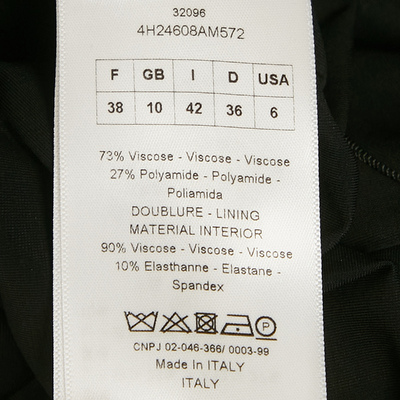 32096
4H24608AM572
F GB I D USA
38 10 42 36 6
73% Viscose - Viscose - Viscose
27% Polyamide - Polyamide -
Poliamida
DOUBLURE - LINING
MATERIAL INTERIOR
90% Viscose - Viscose - Viscose
10% Elasthanne - Elastane -
Spandex
P
CNPJ 02-046-366/ 0003-99
Made In ITALY
ITALY